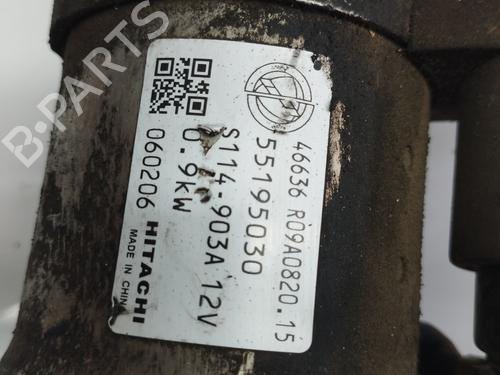 46636 R09A0820.15
55195030
S114-903A 12V
0.9kW
060206 HITACHI
MADE IN CHINA
B-PARTS